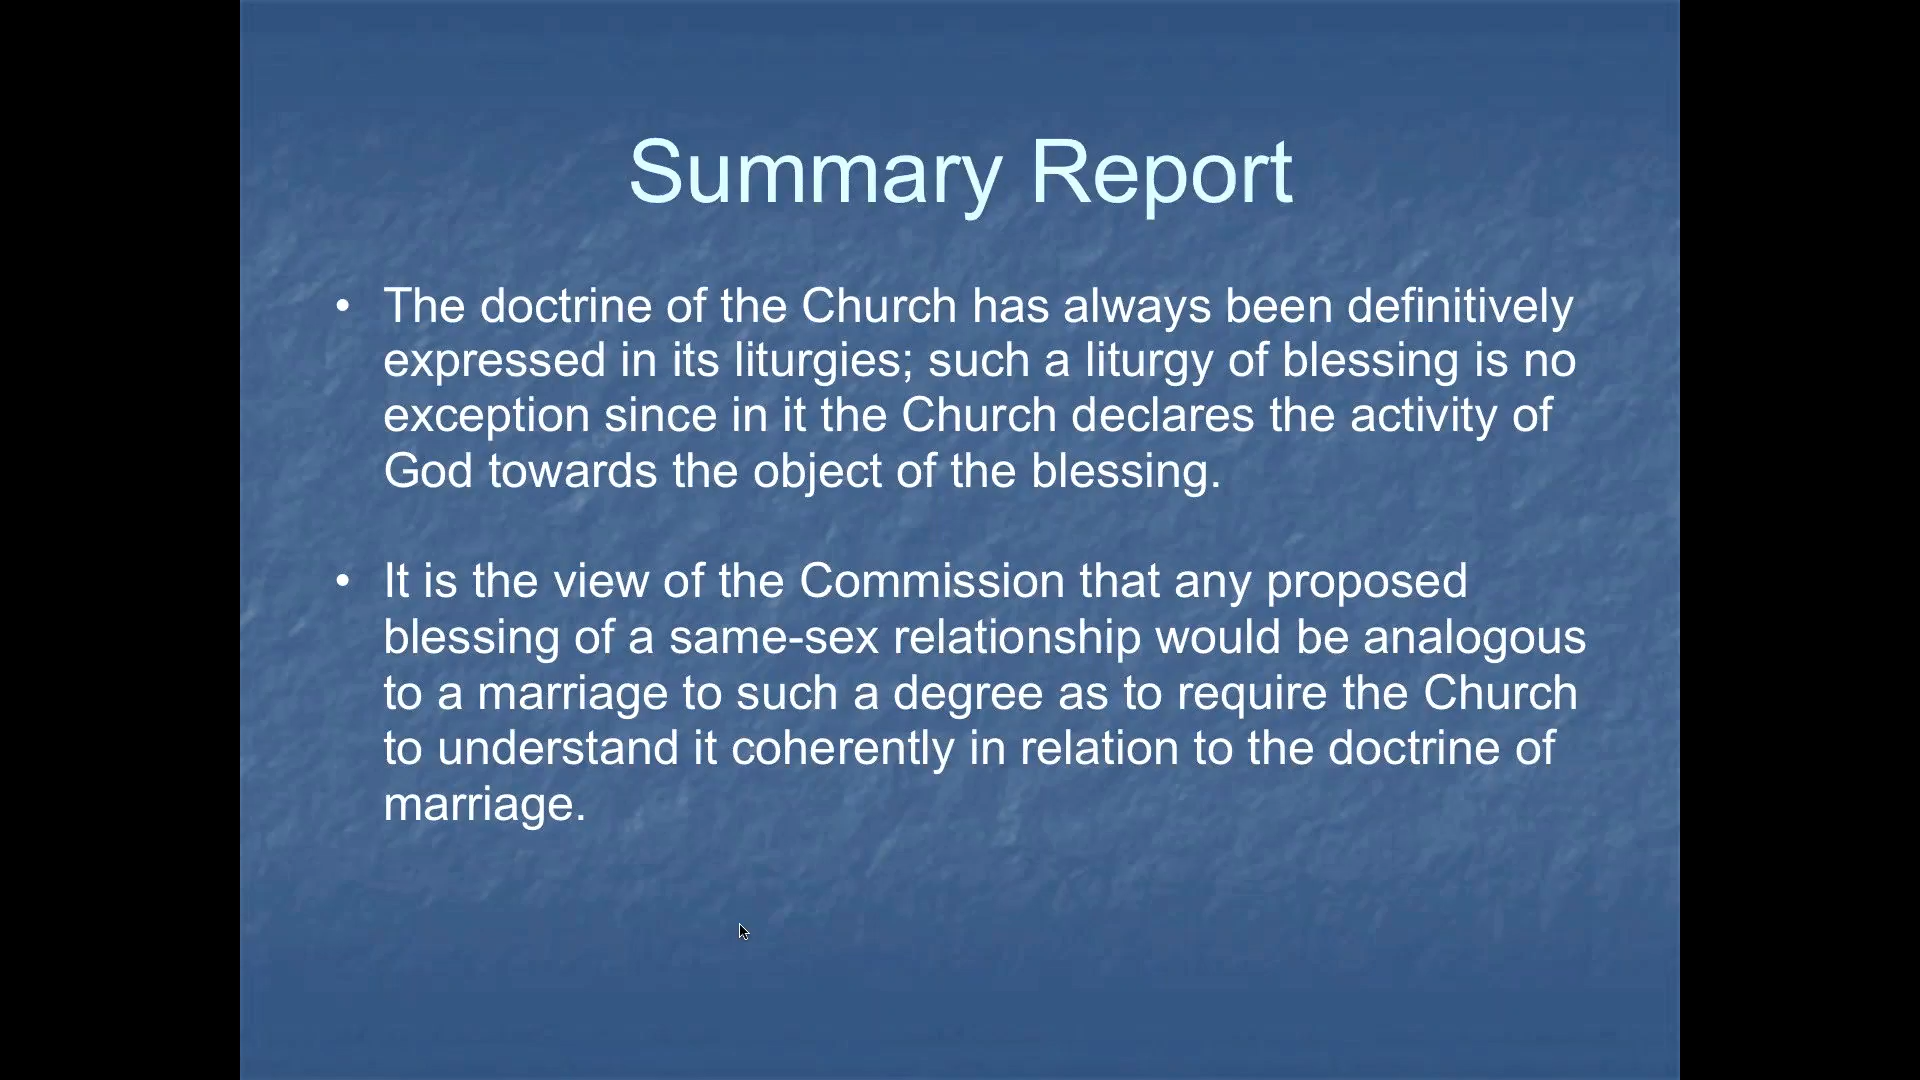 Summary Report
• The doctrine of the Church has always been definitively
expressed in its liturgies; such a liturgy of blessing is no
exception since in it the Church declares the activity of
God towards the object of the blessing.
• It is the view of the Commission that any proposed
blessing of a same-sex relationship would be analogous
to a marriage to such a degree as to require the Church
to understand it coherently in relation to the doctrine of
marriage.